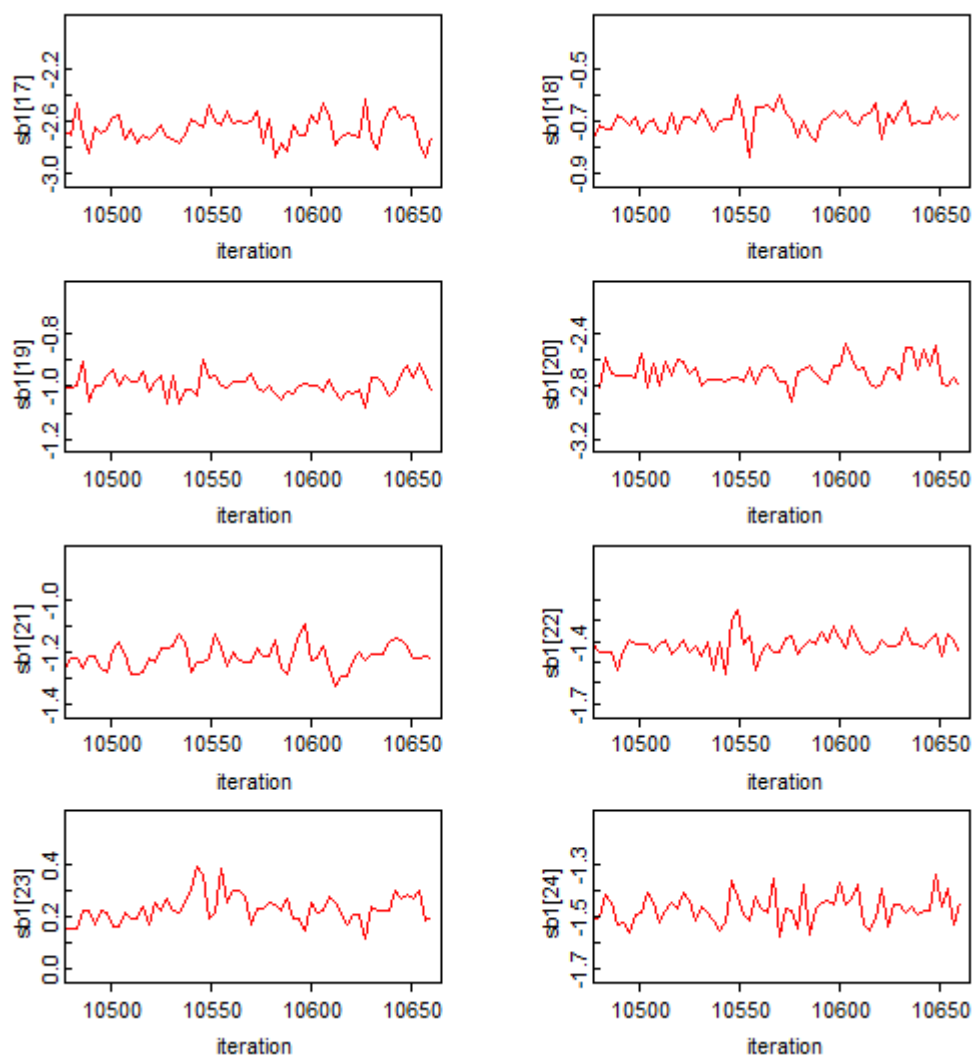 sb1[17]
-2.2
-2.6
-3.0
10500 10550 10600 10650
iteration
sb1[18]
-0.5
-0.7
-0.9
10500 10550 10600 10650
iteration
sb1[19]
-0.8
-1.0
-1.2
10500 10550 10600 10650
iteration
sb1[20]
-2.4
-2.8
-3.2
10500 10550 10600 10650
iteration
sb1[21]
-1.0
-1.2
-1.4
10500 10550 10600 10650
iteration
sb1[22]
-1.4
-1.7
10500 10550 10600 10650
iteration
sb1[23]
0.4
0.2
0.0
10500 10550 10600 10650
iteration
sb1[24]
-1.3
-1.5
-1.7
10500 10550 10600 10650
iteration